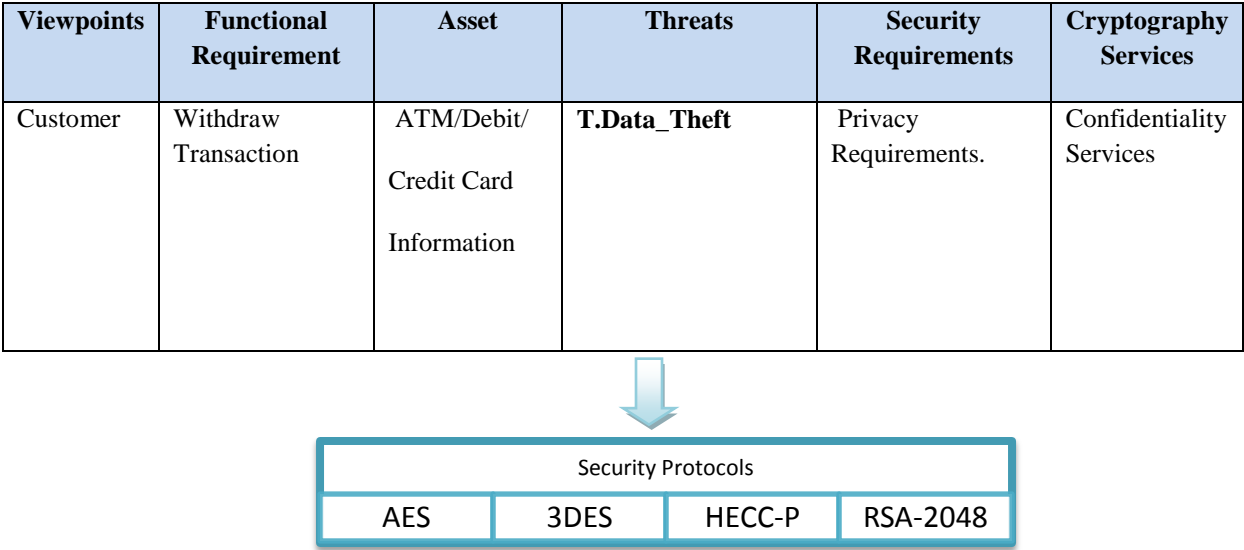 Viewpoints
Functional
Requirement
Asset
Threats
Security
Requirements
Cryptography
Services
Customer
Withdraw
Transaction
ATM/Debit/
Credit Card
Information
T.Data_Theft
Privacy
Requirements.
Confidentiality
Services
Security Protocols
AES
3DES
HECC-P
RSA-2048